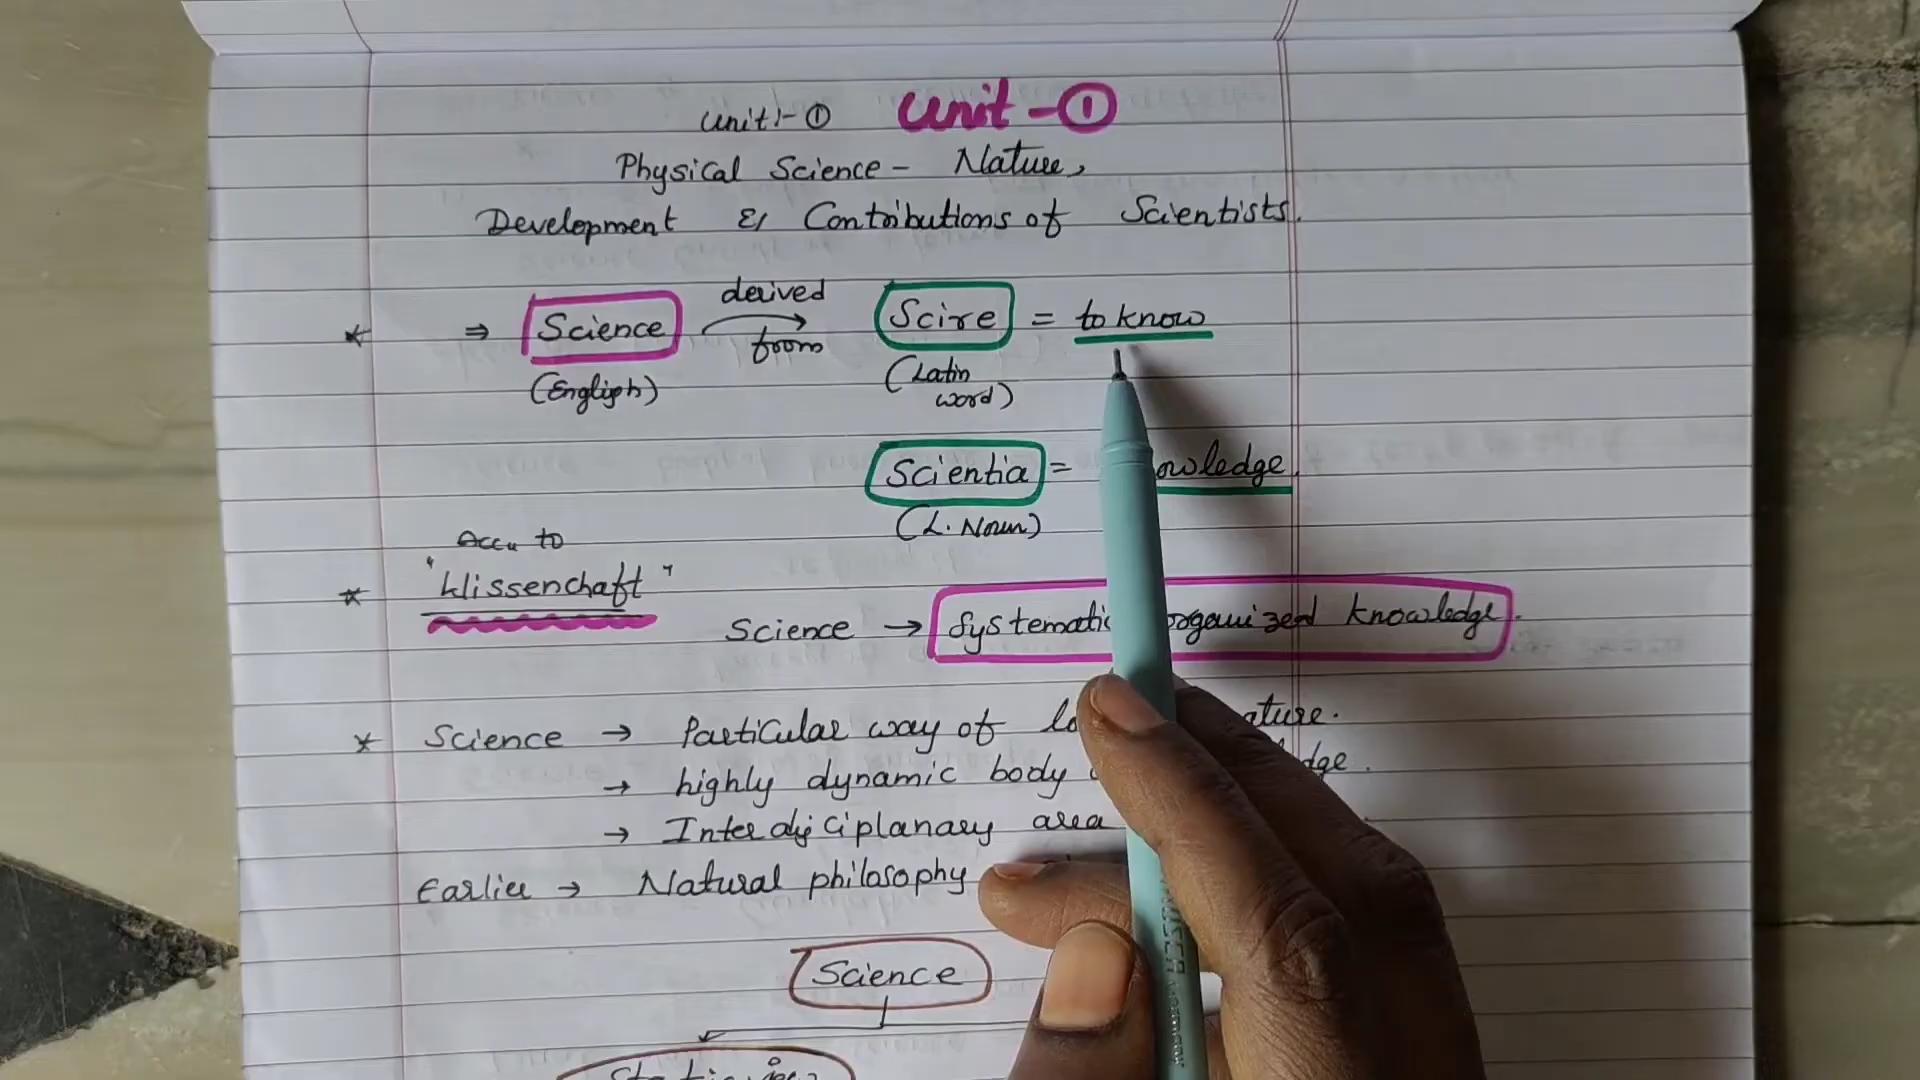 Unit:- ① Unit - ①
Physical Science - Nature,
Development & Contributions of Scientists.
* ⇒ Science derived from Scire = to know
(English) (Latin word)
Scientia = owledge.
(L. Noun)
Accu to
* "Wissenchaft"
Science → Systematic organized knowledge.
* Science → Particular way of ature.
→ highly dynamic body dge.
→ Interdisciplanary area
Earlier → Natural philosophy
Science